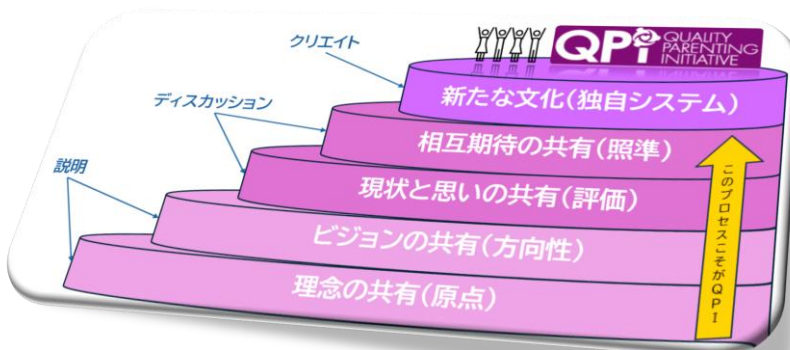 クリエイト
QPi QUALITY
PARENTING
INITIATIVE
新たな文化(独自システム)
ディスカッション
相互期待の共有(照準)
説明
現状と思いの共有(評価)
ビジョンの共有(方向性)
理念の共有(原点)
このプロセスこそがQPI